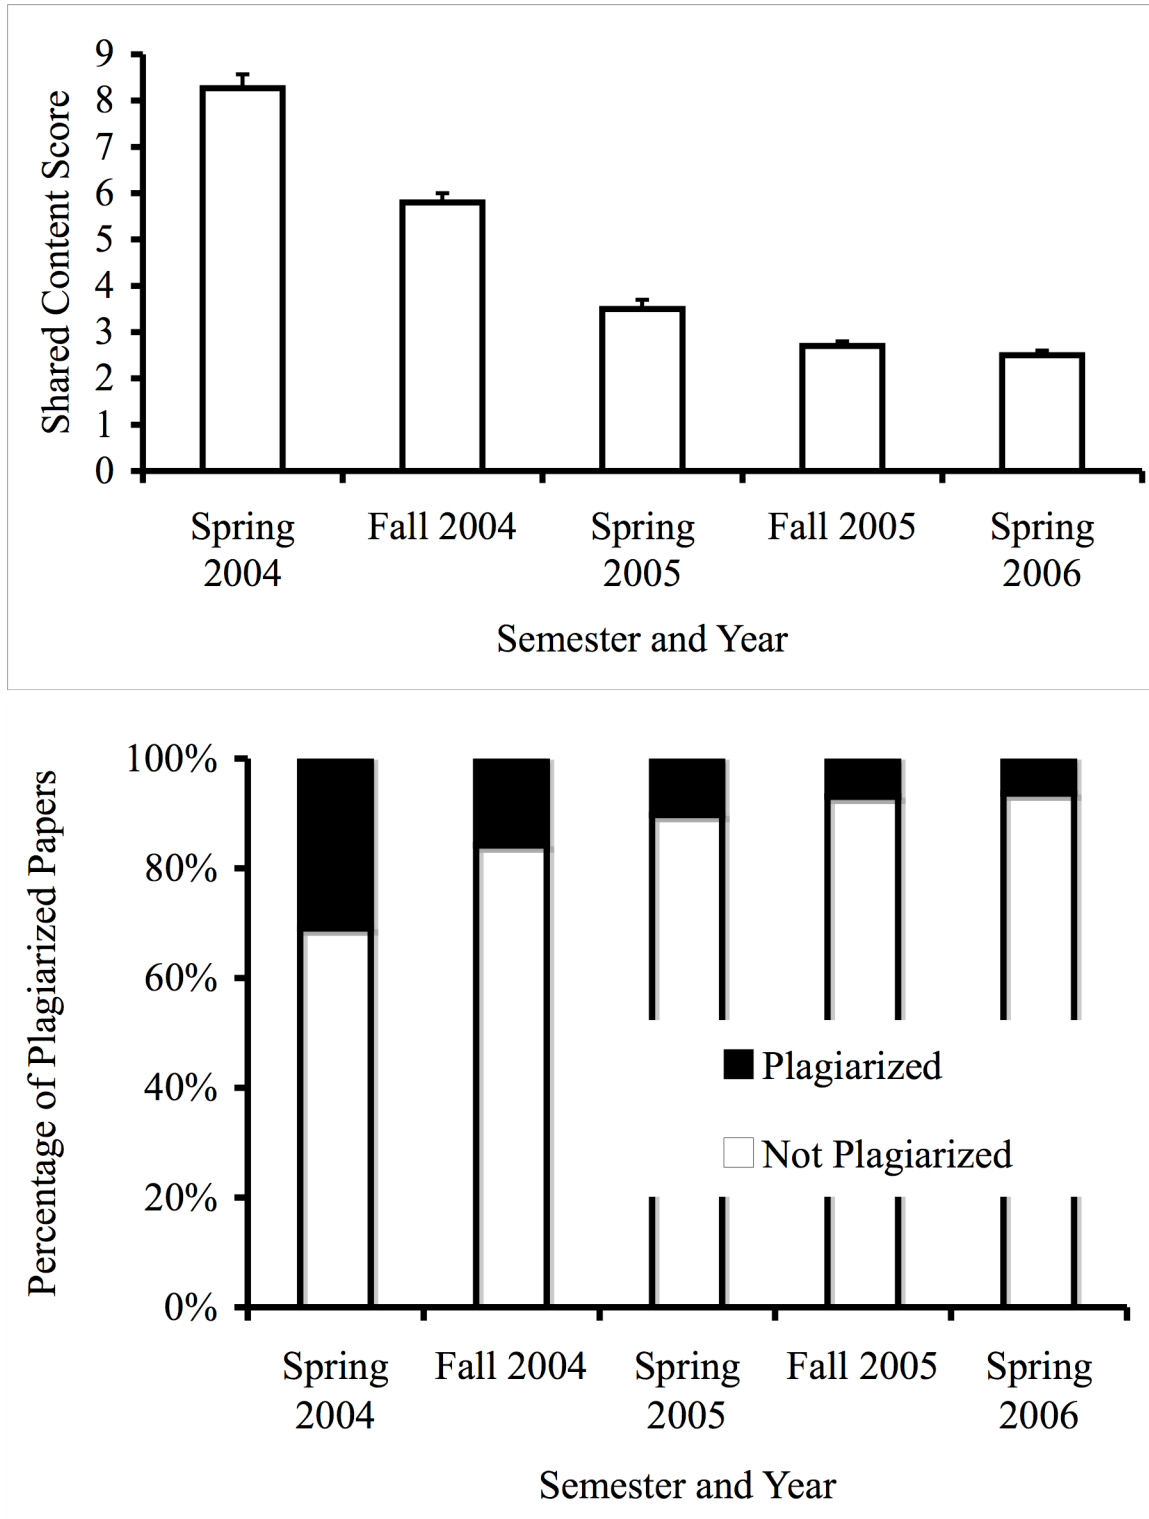 Shared Content Score
9
8
7
6
5
4
3
2
1
0
Spring
2004
Fall 2004
Spring
2005
Fall 2005
Spring
2006
Semester and Year
Percentage of Plagiarized Papers
100%
80%
60%
40%
20%
0%
Plagiarized
Not Plagiarized
Spring
2004
Fall 2004
Spring
2005
Fall 2005
Spring
2006
Semester and Year